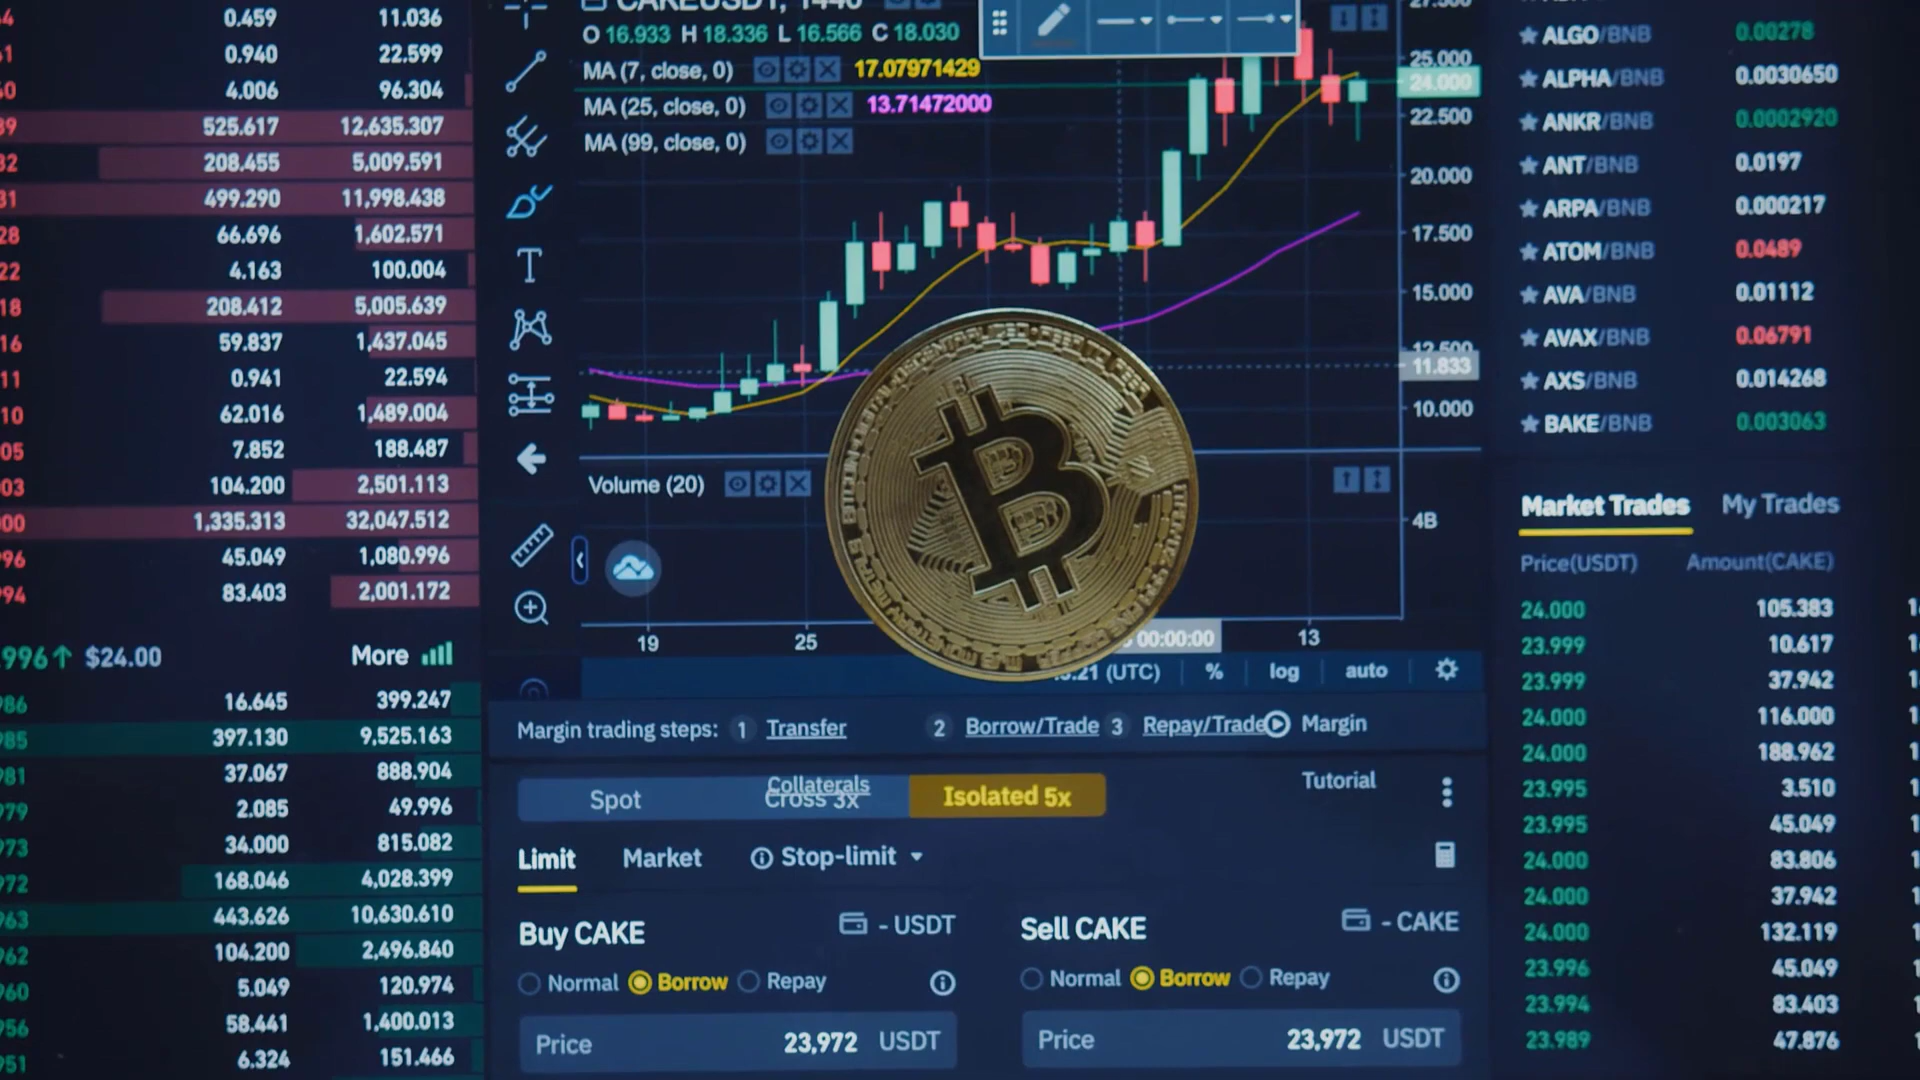 0.459 11.036
0.940 22.599
4.006 96.304
525.617 12,635.307
208.455 5,009.591
499.290 11,998.438
66.696 1,602.571
4.163 100.004
208.412 5,005.639
59.837 1,437.045
0.941 22.594
62.016 1,489.004
7.852 188.487
104.200 2,501.113
1,335.313 32,047.512
45.049 1,080.996
83.403 2,001.172
$24.00 More
16.645 399.247
397.130 9,525.163
37.067 888.904
2.085 49.996
34.000 815.082
168.046 4,028.399
443.626 10,630.610
104.200 2,496.840
5.049 120.974
58.441 1,400.013
6.324 151.466
CAKEUSDT, 1440
O 16.933 H 18.336 L 16.566 C 18.030
MA (7, close, 0) 17.07971429
MA (25, close, 0) 13.71472000
MA (99, close, 0)
25.000
24.000
22.500
20.000
17.500
15.000
12.500
11.833
10.000
Volume (20)
4B
19 25 00:00:00 13
(UTC) % log auto
Margin trading steps: 1 Transfer 2 Borrow/Trade 3 Repay/Trade Margin
Collaterals Tutorial
Spot Cross 3x Isolated 5x
Limit Market Stop-limit
Buy CAKE - USDT
Normal Borrow Repay
Price 23,972 USDT
Sell CAKE - CAKE
Normal Borrow Repay
Price 23,972 USDT
ALGO/BNB 0.00278
ALPHA/BNB 0.0030650
ANKR/BNB 0.0002920
ANT/BNB 0.0197
ARPA/BNB 0.000217
ATOM/BNB 0.0489
AVA/BNB 0.01112
AVAX/BNB 0.06791
AXS/BNB 0.014268
BAKE/BNB 0.003063
Market Trades My Trades
Price(USDT) Amount(CAKE)
24.000 105.383
23.999 10.617
23.999 37.942
24.000 116.000
24.000 188.962
23.995 3.510
23.995 45.049
24.000 83.806
24.000 37.942
24.000 132.119
23.996 45.049
23.994 83.403
23.989 47.876